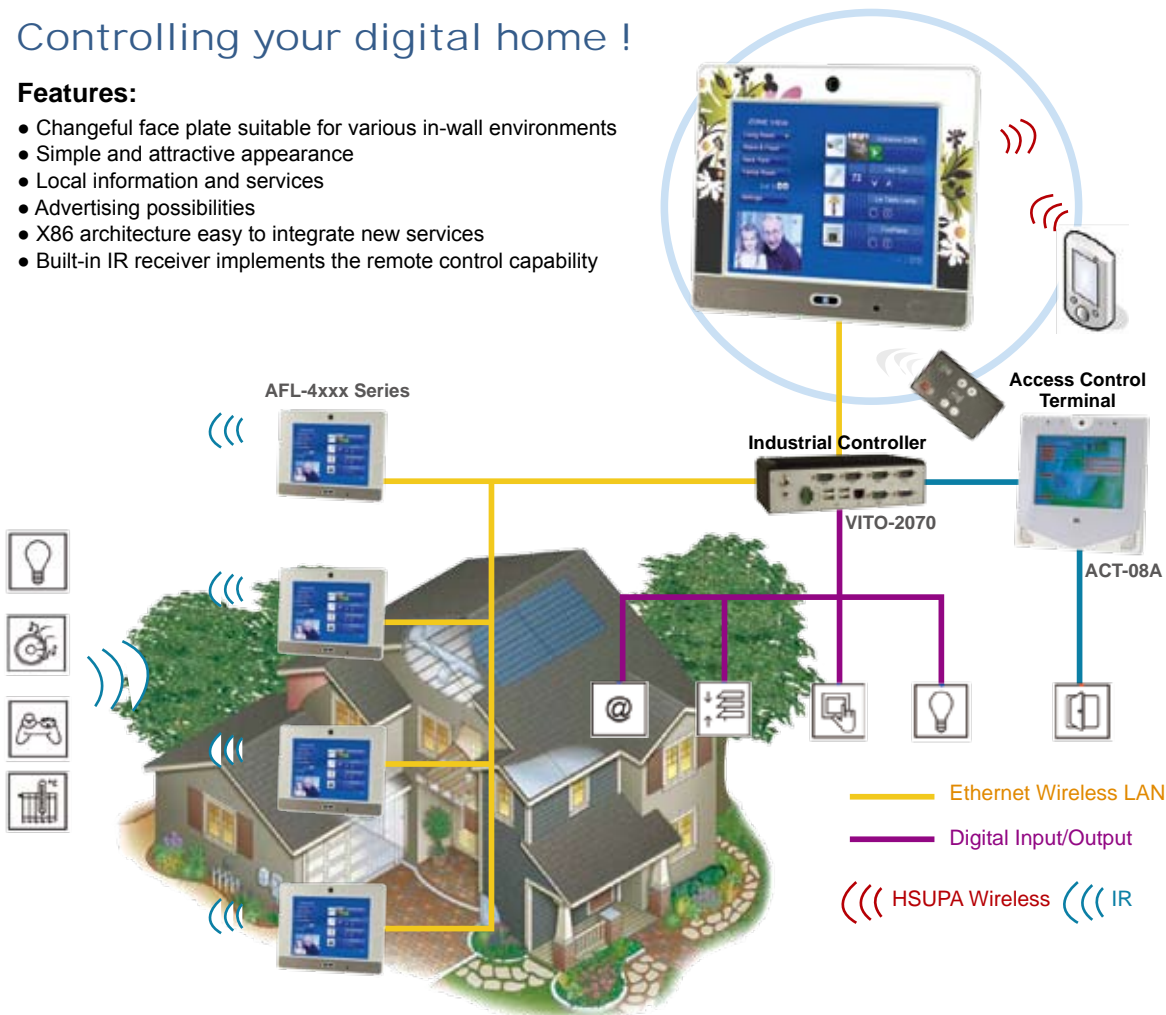 Controlling your digital home !
Features:
● Changeful face plate suitable for various in-wall environments
● Simple and attractive appearance
● Local information and services
● Advertising possibilities
● X86 architecture easy to integrate new services
● Built-in IR receiver implements the remote control capability
ZONE VIEW
AFL-4xxx Series
Access Control
Terminal
Industrial Controller
VITO-2070
ACT-08A
@
°C
Ethernet Wireless LAN
Digital Input/Output
HSUPA Wireless
IR